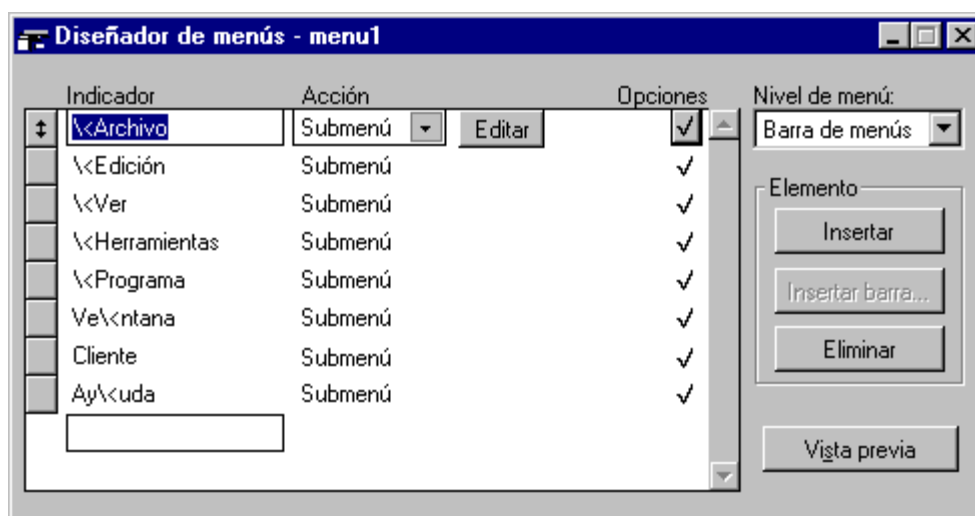 Diseñador de menús - menu1
Indicador Acción Opciones Nivel de menú:
\<Archivo Submenú Editar Barra de menús
\<Edición Submenú
\<Ver Submenú Elemento
\<Herramientas Submenú Insertar
\<Programa Submenú Insertar barra...
Ve\<ntana Submenú
Cliente Submenú Eliminar
Ay\<uda Submenú
Vista previa